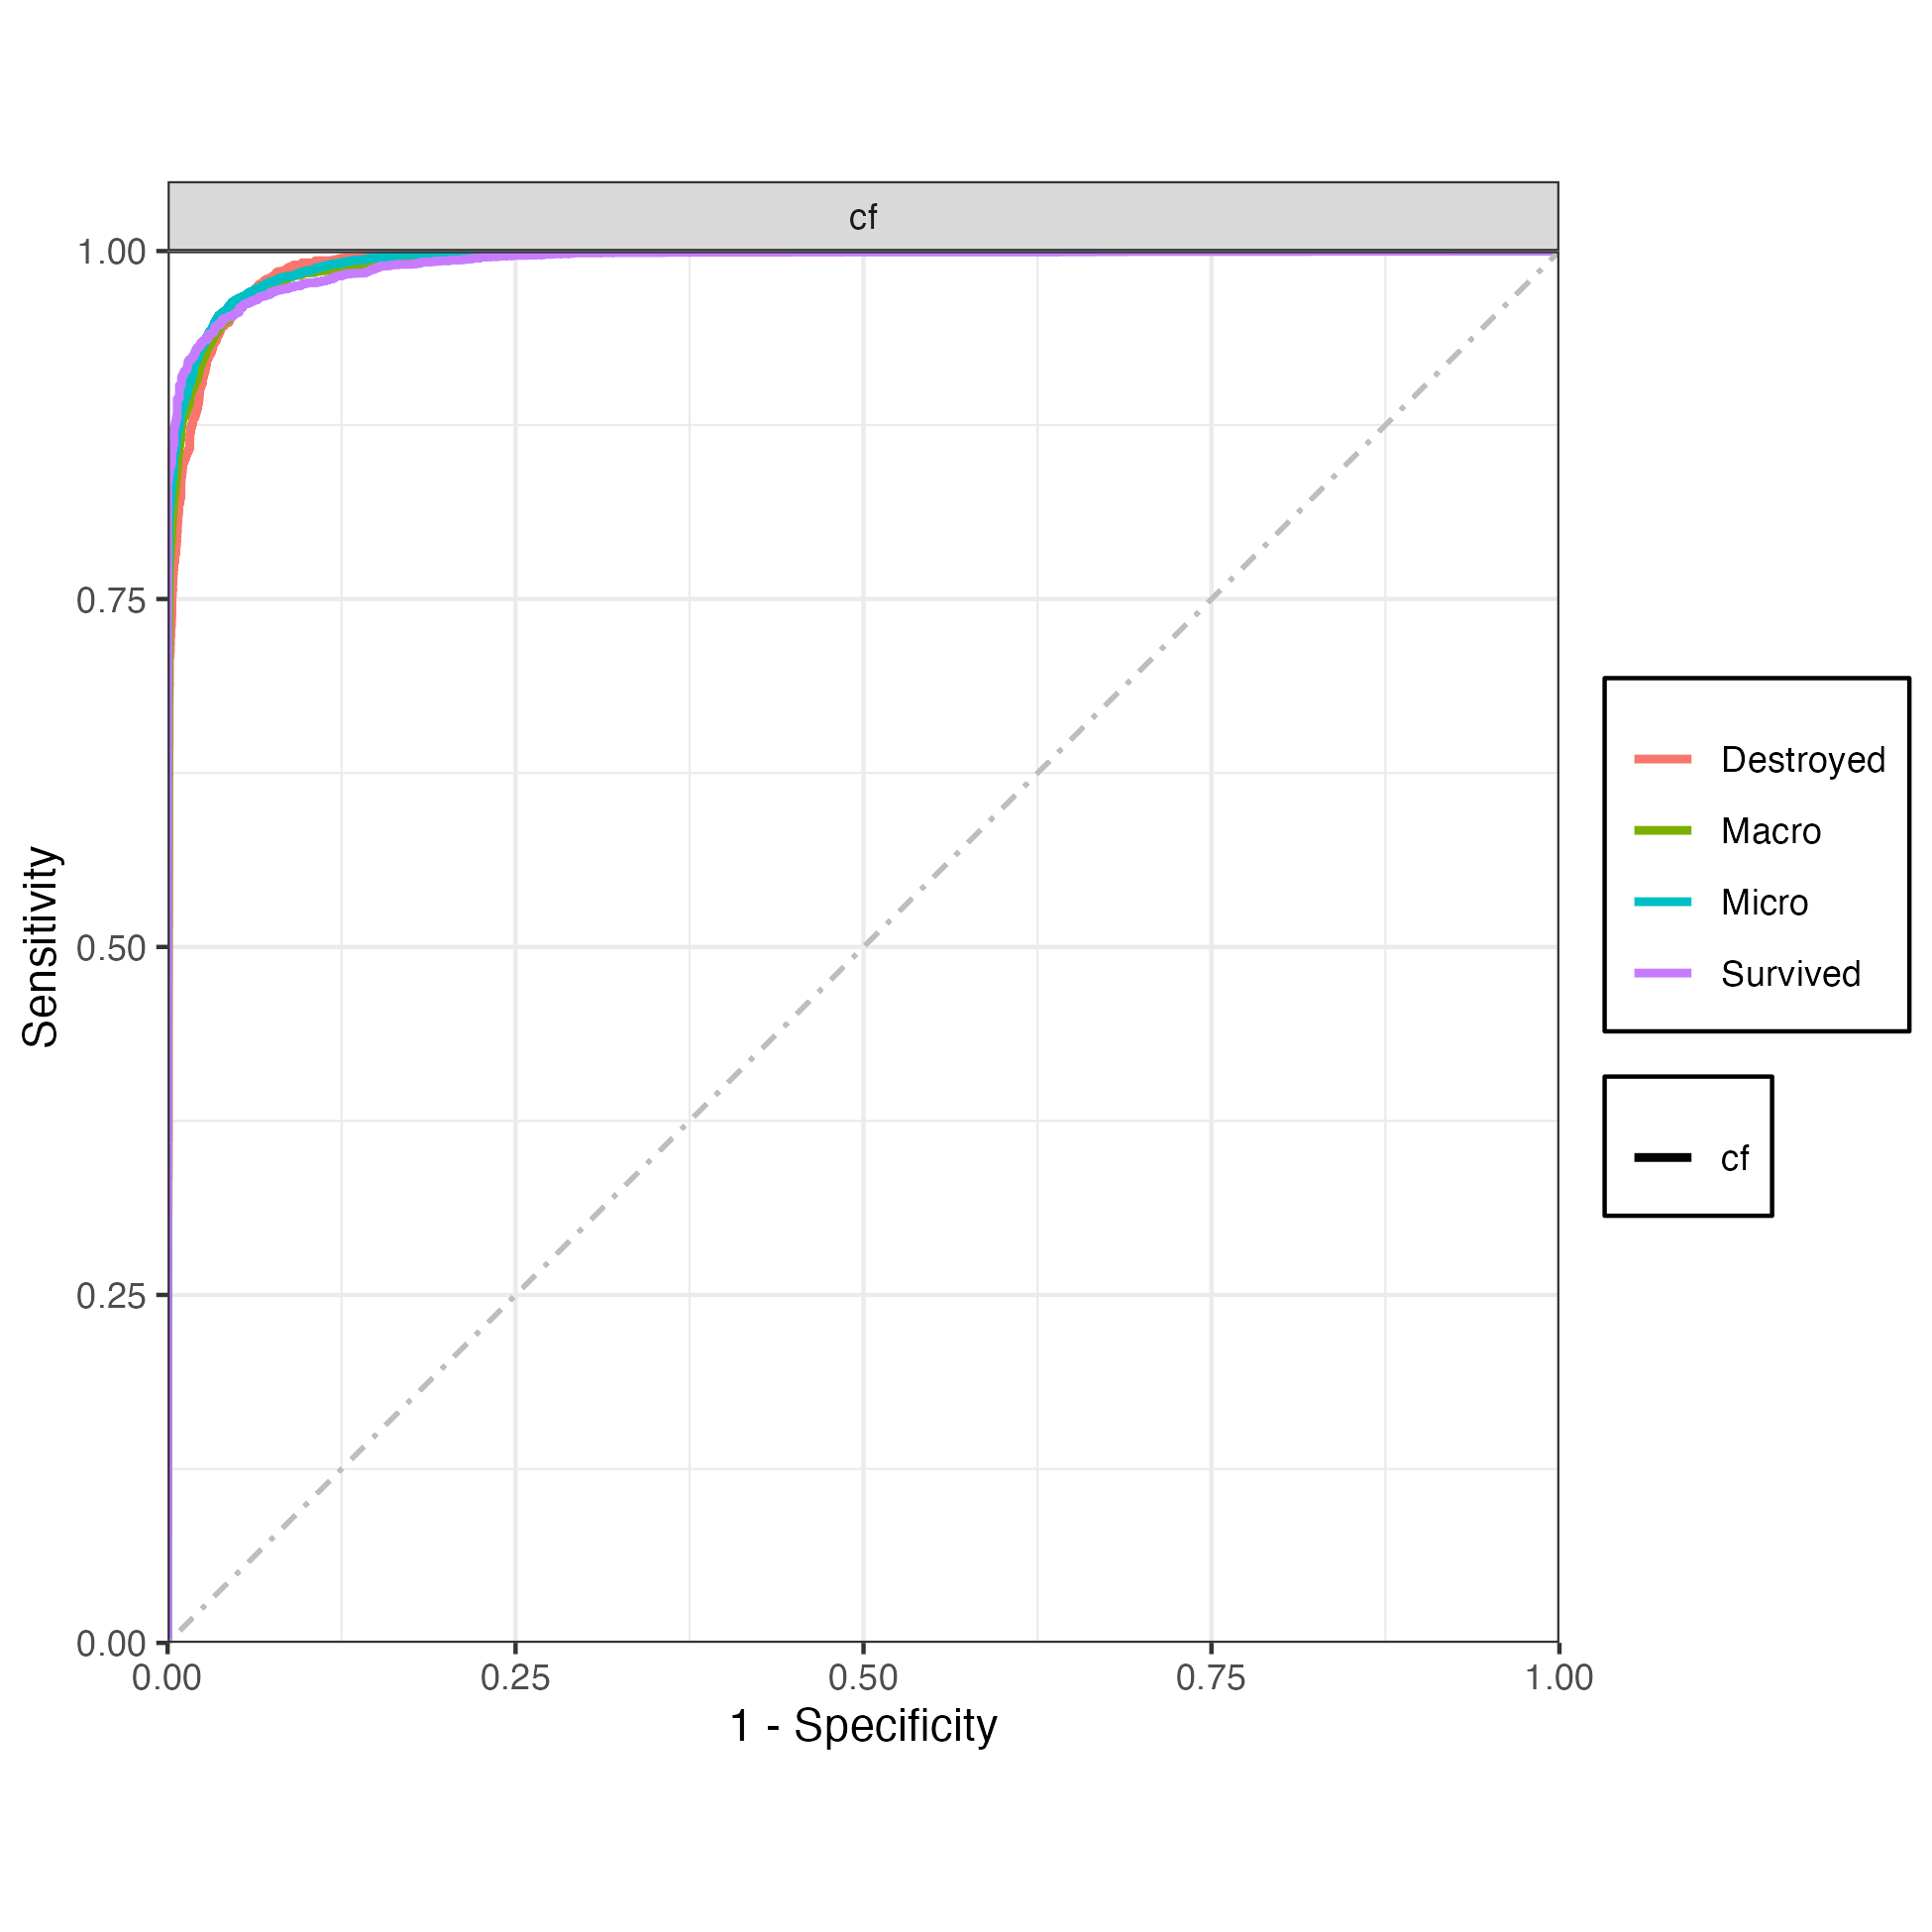 cf
1.00
0.75
0.50
0.25
0.00
Sensitivity
0.00 0.25 0.50 0.75 1.00
1 - Specificity
Destroyed
Macro
Micro
Survived
cf